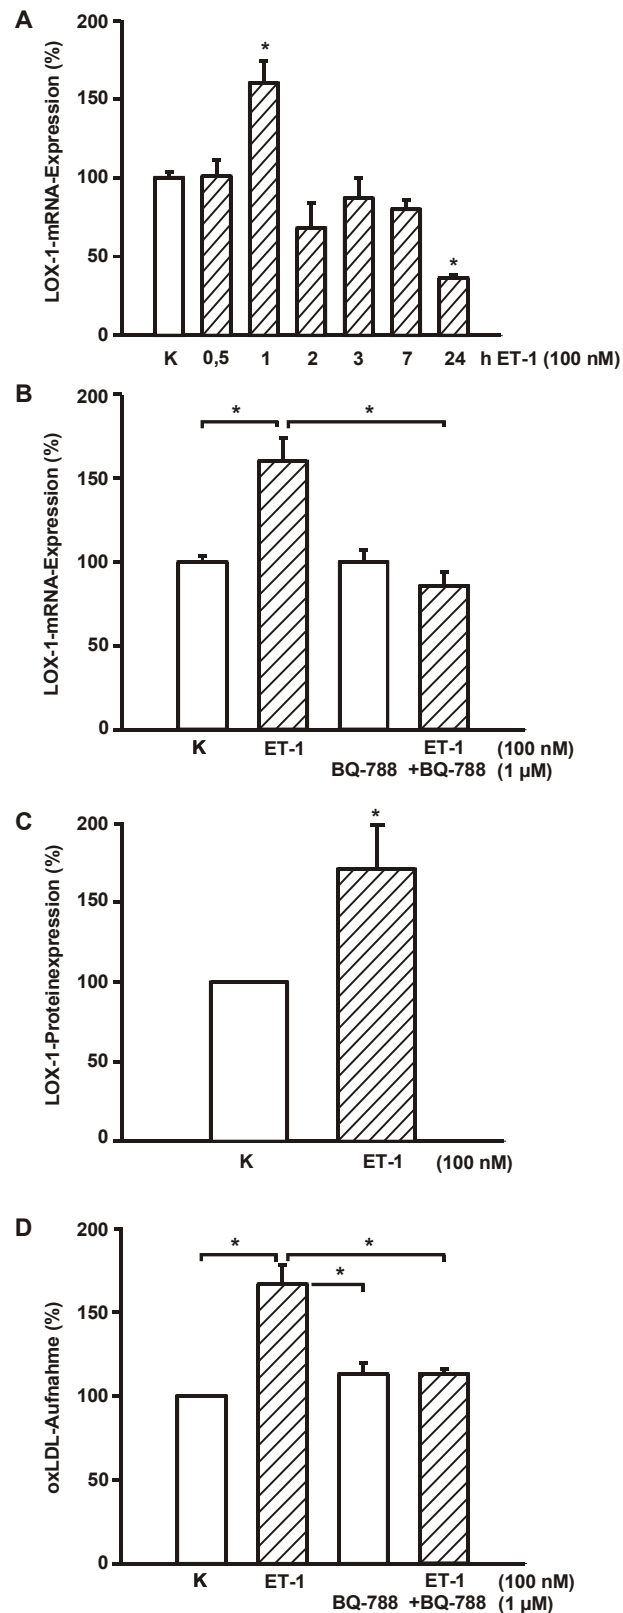 A
LOX-1-mRNA-Expression (%)
200
150
100
50
0
*
*
K 0,5 1 2 3 7 24 h ET-1 (100 nM)
B
LOX-1-mRNA-Expression (%)
200
150
100
50
0
* *
K ET-1 ET-1 (100 nM)
BQ-788 +BQ-788 (1 µM)
C
LOX-1-Proteinexpression (%)
200
150
100
50
0
*
K ET-1 (100 nM)
D
oxLDL-Aufnahme (%)
200
150
100
50
0
* *
*
K ET-1 ET-1 (100 nM)
BQ-788 +BQ-788 (1 µM)